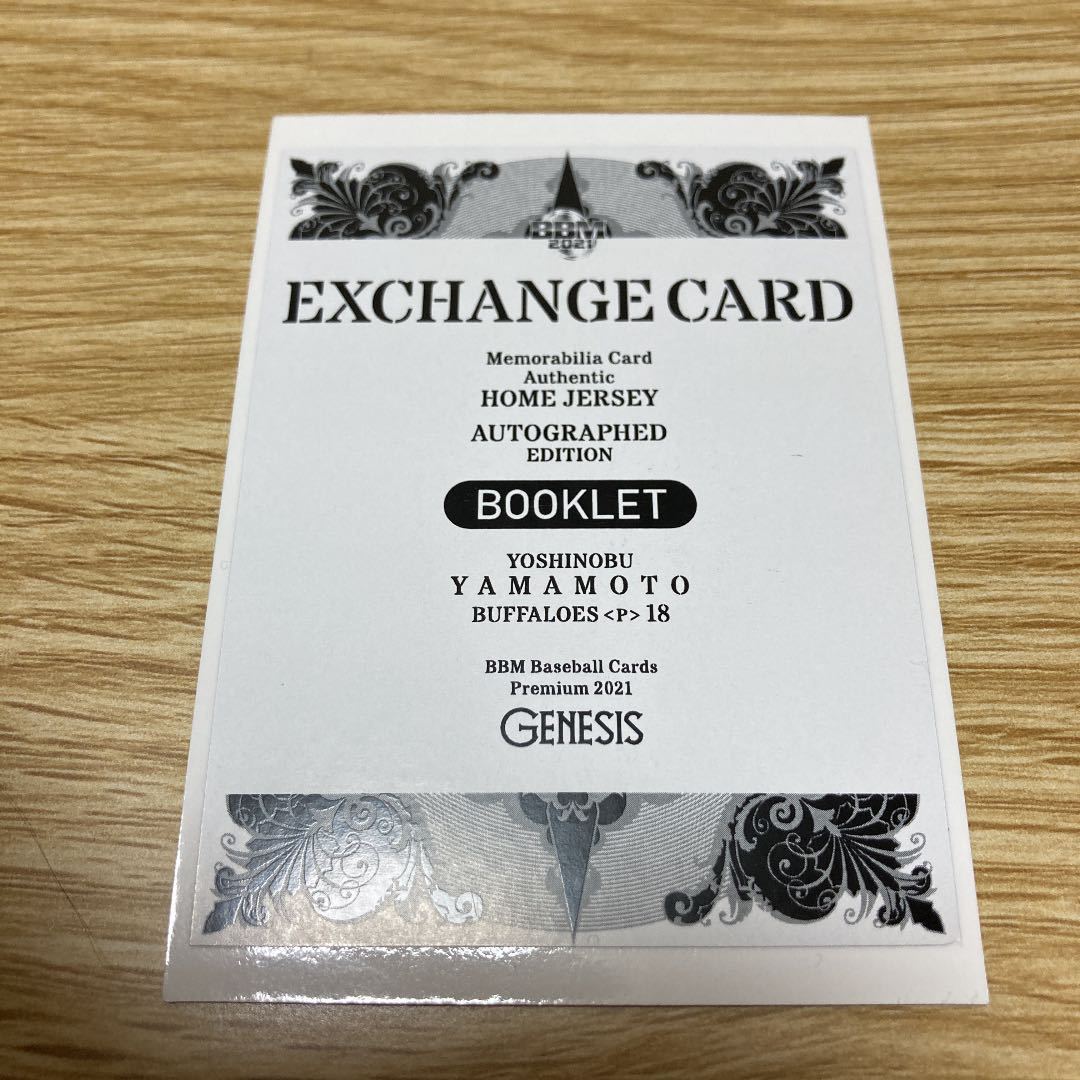 BBM
2021
EXCHANGE CARD
Memorabilia Card
Authentic
HOME JERSEY
AUTOGRAPHED
EDITION
BOOKLET
YOSHINOBU
YAMAMOTO
BUFFALOES <P> 18
BBM Baseball Cards
Premium 2021
GENESIS